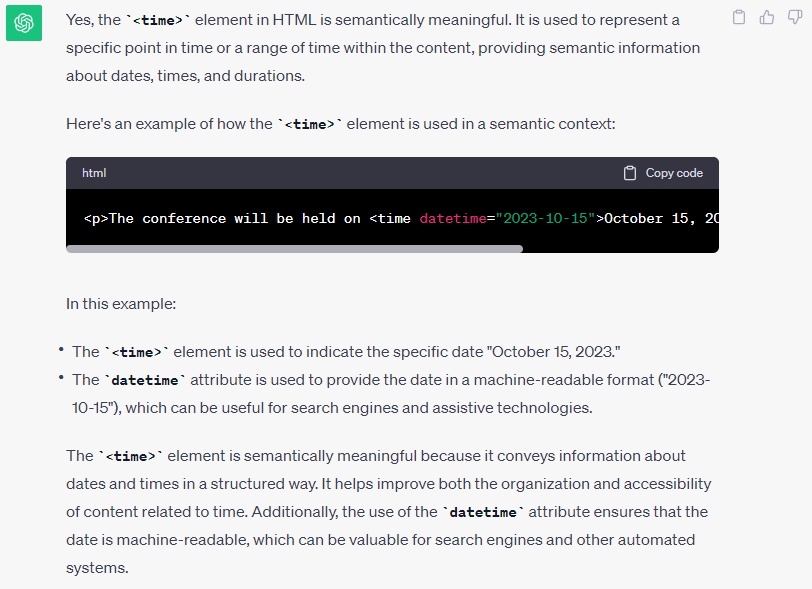 Yes, the `<time>` element in HTML is semantically meaningful. It is used to represent a
specific point in time or a range of time within the content, providing semantic information
about dates, times, and durations.
Here's an example of how the `<time>` element is used in a semantic context:
html
Copy code
<p>The conference will be held on <time datetime="2023-10-15">October 15, 20
In this example:
• The `<time>` element is used to indicate the specific date "October 15, 2023."
• The `datetime` attribute is used to provide the date in a machine-readable format ("2023-
10-15"), which can be useful for search engines and assistive technologies.
The `<time>` element is semantically meaningful because it conveys information about
dates and times in a structured way. It helps improve both the organization and accessibility
of content related to time. Additionally, the use of the `datetime` attribute ensures that the
date is machine-readable, which can be valuable for search engines and other automated
systems.